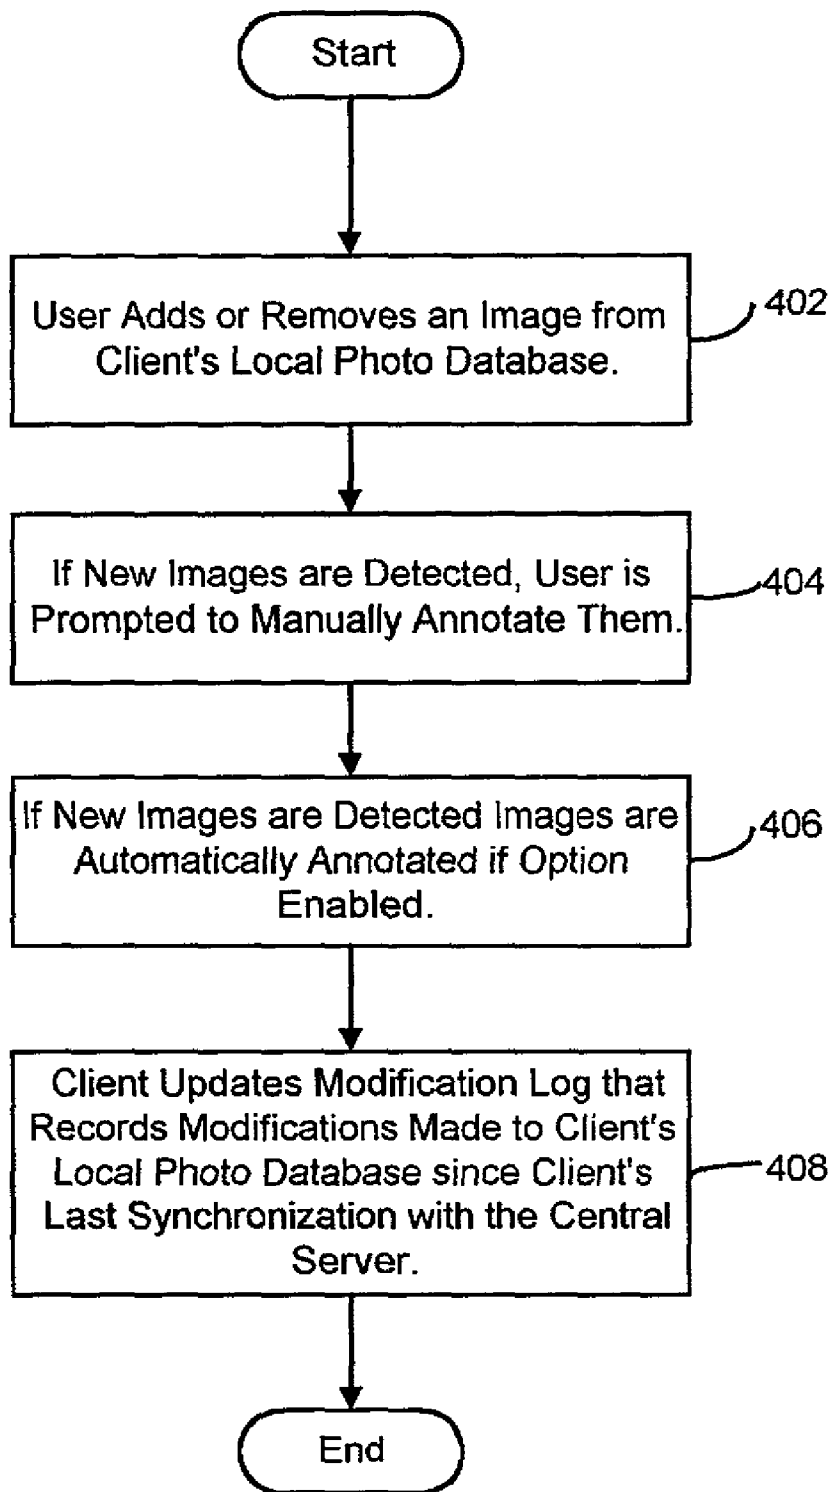 Start
User Adds or Removes an Image from
Client's Local Photo Database.
402
If New Images are Detected, User is
Prompted to Manually Annotate Them.
404
If New Images are Detected Images are
Automatically Annotated if Option
Enabled.
406
Client Updates Modification Log that
Records Modifications Made to Client's
Local Photo Database since Client's
Last Synchronization with the Central
Server.
408
End